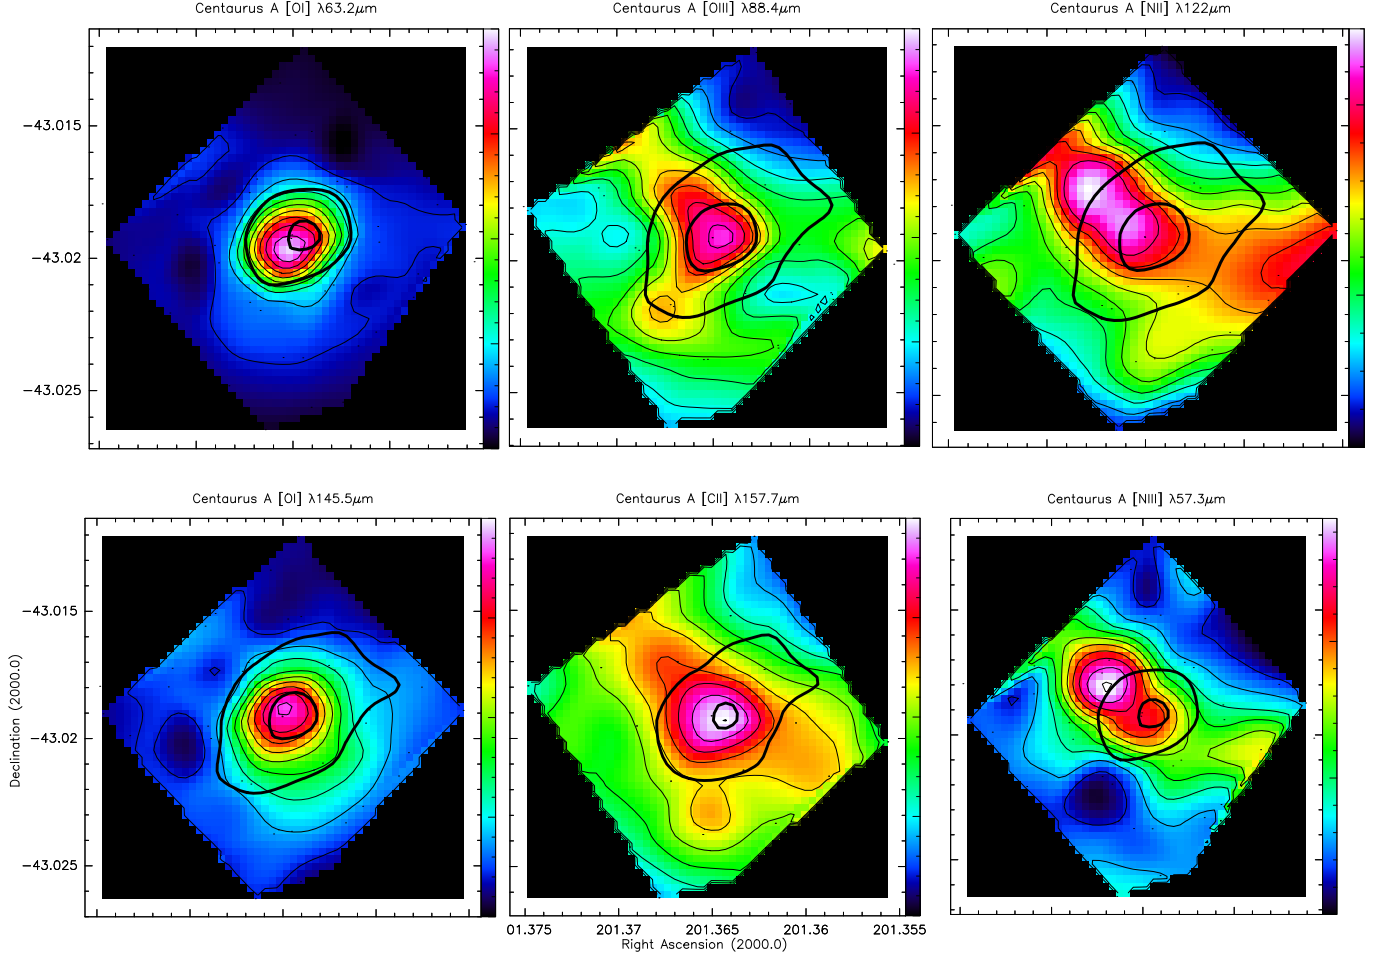 Centaurus A [OI] λ63.2μm
Centaurus A [OIII] λ88.4μm
Centaurus A [NII] λ122μm
−43.015
−43.02
−43.025
Centaurus A [OI] λ145.5μm
Centaurus A [CII] λ157.7μm
Centaurus A [NIII] λ57.3μm
−43.015
−43.02
−43.025
Declination (2000.0)
01.375 201.37 201.365 201.36 201.355
Right Ascension (2000.0)